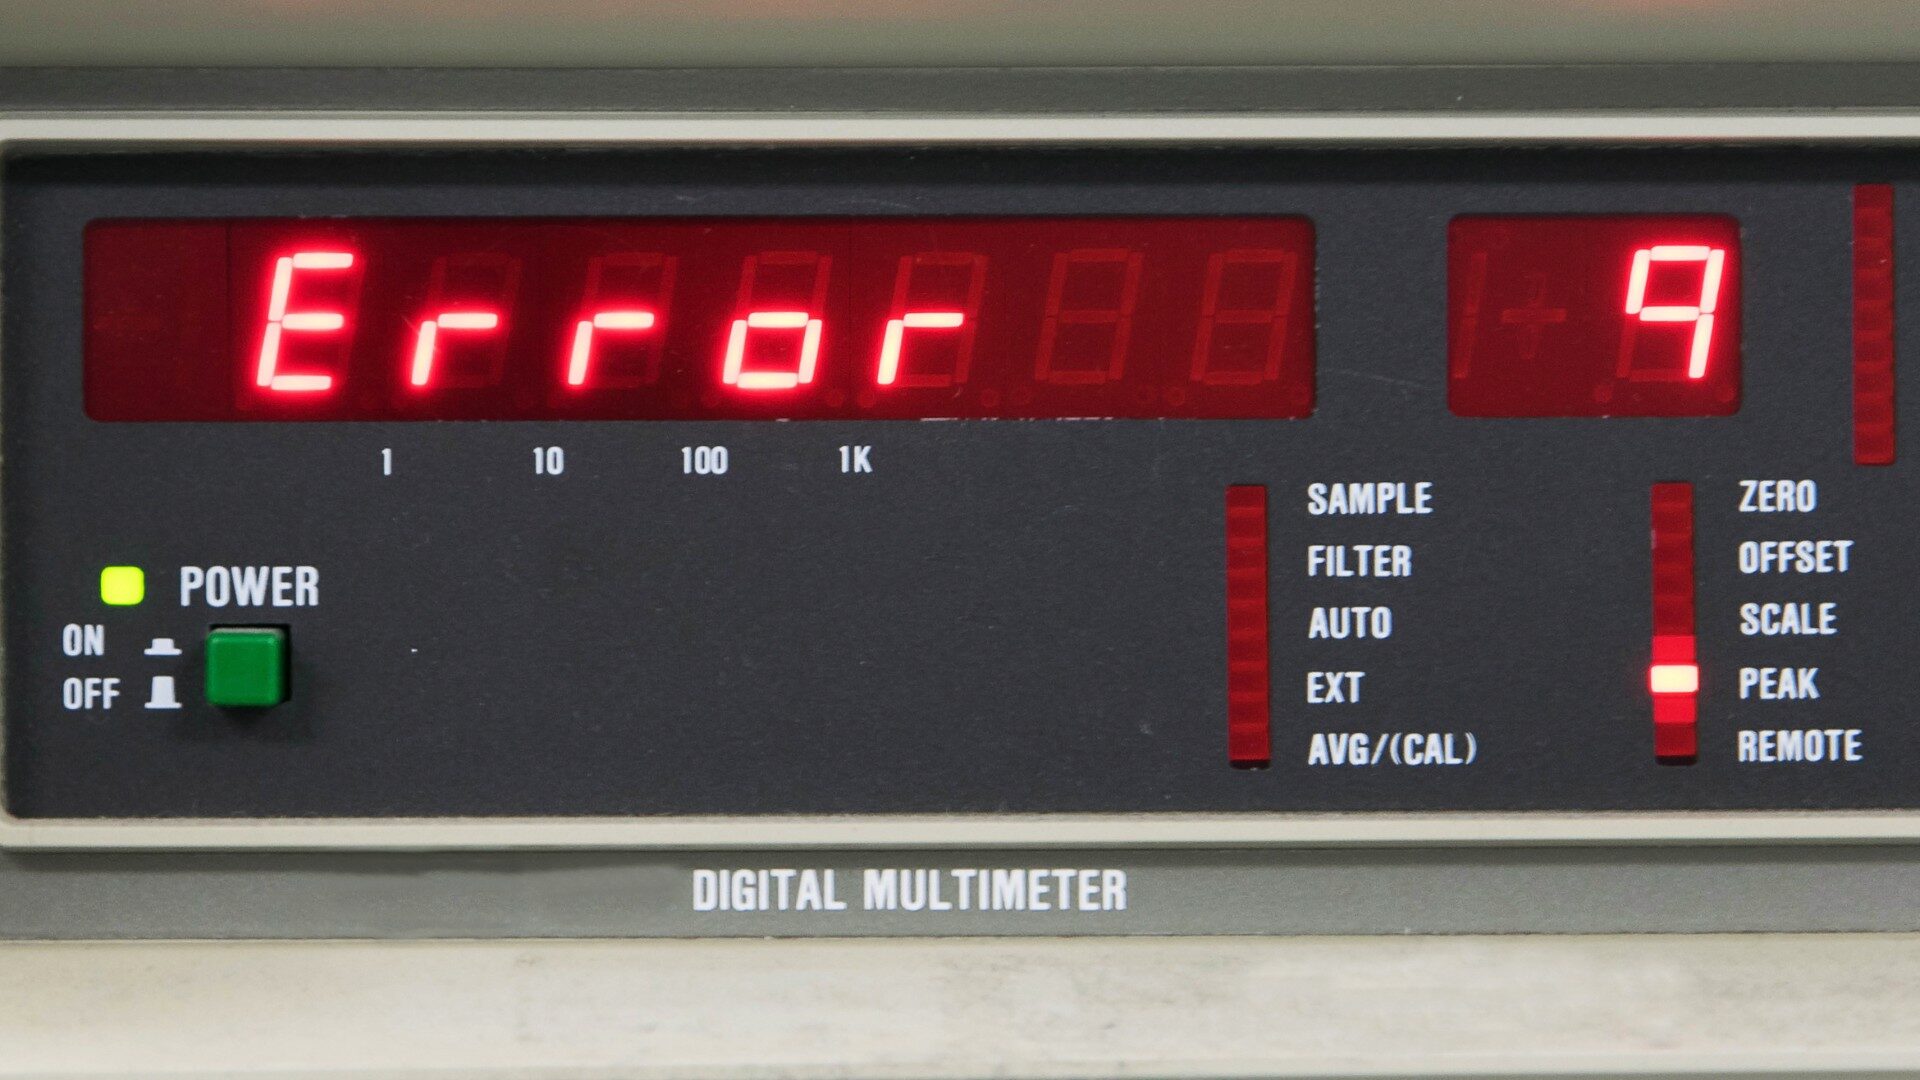 Error 9
1 10 100 1K
SAMPLE ZERO
FILTER OFFSET
POWER
AUTO SCALE
ON
OFF
EXT PEAK
AVG/(CAL) REMOTE
DIGITAL MULTIMETER